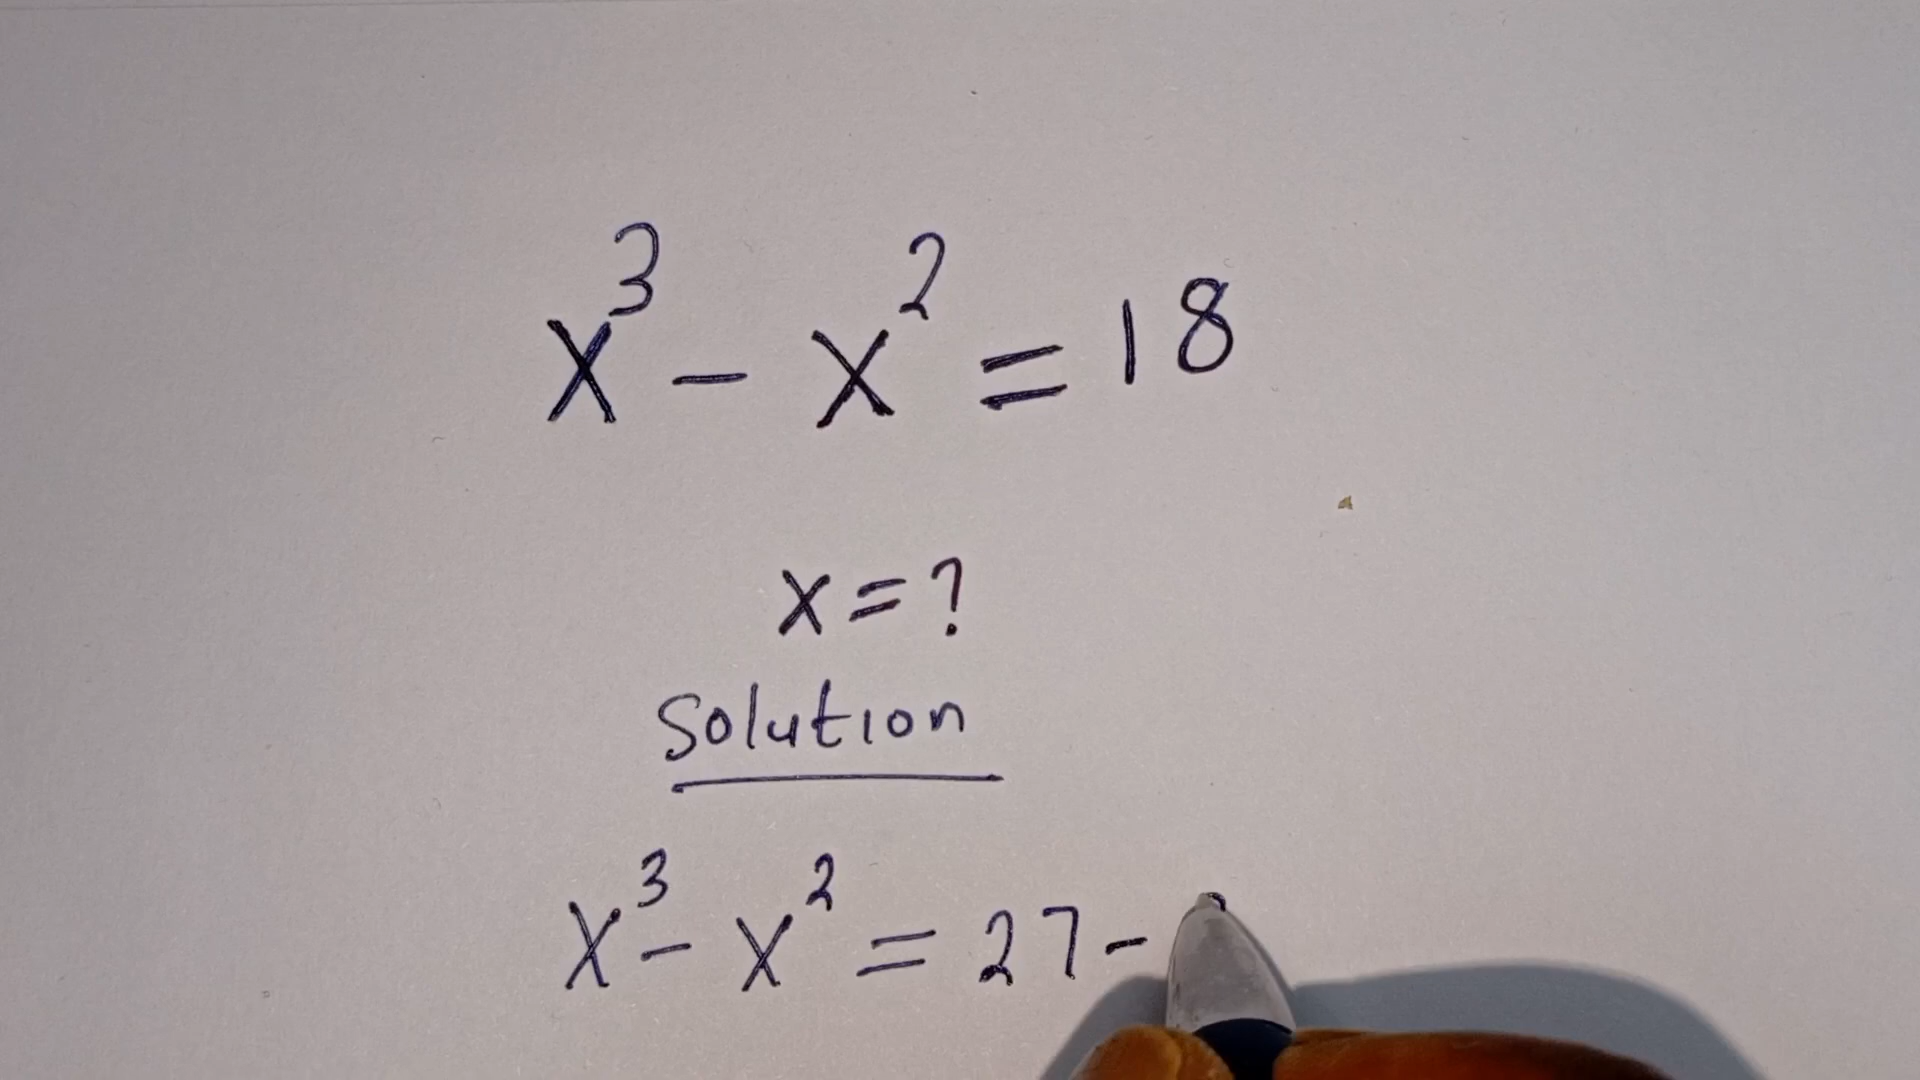 x³ - x² = 18
x = ?
Solution
x³ - x² = 27 -